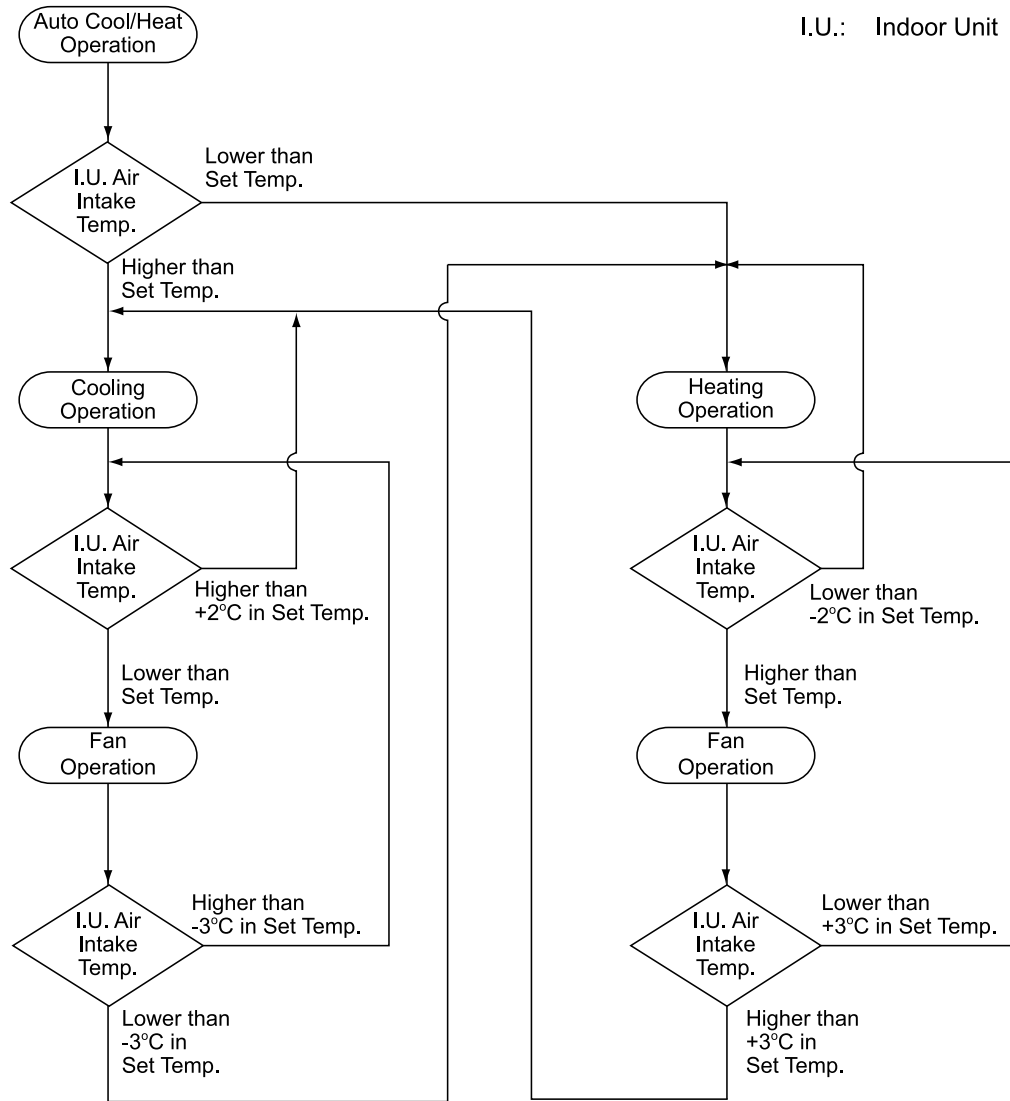 Auto Cool/Heat
Operation
I.U.: Indoor Unit
I.U. Air
Intake
Temp.
Lower than
Set Temp.
Higher than
Set Temp.
Cooling
Operation
Heating
Operation
I.U. Air
Intake
Temp.
Higher than
+2°C in Set Temp.
I.U. Air
Intake
Temp.
Lower than
-2°C in Set Temp.
Lower than
Set Temp.
Higher than
Set Temp.
Fan
Operation
Fan
Operation
I.U. Air
Intake
Temp.
Higher than
-3°C in Set Temp.
I.U. Air
Intake
Temp.
Lower than
+3°C in Set Temp.
Lower than
-3°C in
Set Temp.
Higher than
+3°C in
Set Temp.